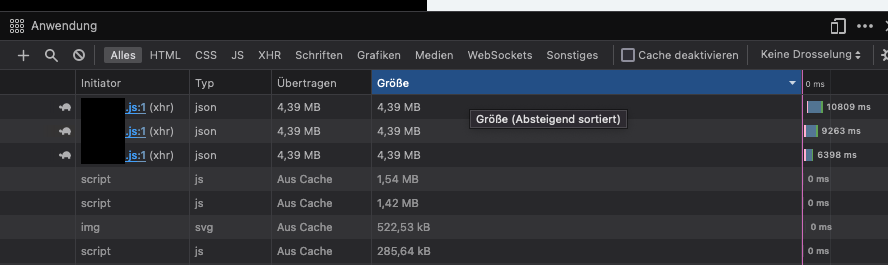 Anwendung
Alles HTML CSS JS XHR Schriften Grafiken Medien WebSockets Sonstiges Cache deaktivieren Keine Drosselung
Initiator Typ Übertragen Größe 0 ms
.js:1 (xhr) json 4,39 MB 4,39 MB 10809 ms
Größe (Absteigend sortiert)
.js:1 (xhr) json 4,39 MB 4,39 MB 9263 ms
.js:1 (xhr) json 4,39 MB 4,39 MB 6398 ms
script js Aus Cache 1,54 MB 0 ms
script js Aus Cache 1,42 MB 0 ms
img svg Aus Cache 522,53 kB 0 ms
script js Aus Cache 285,64 kB 0 ms